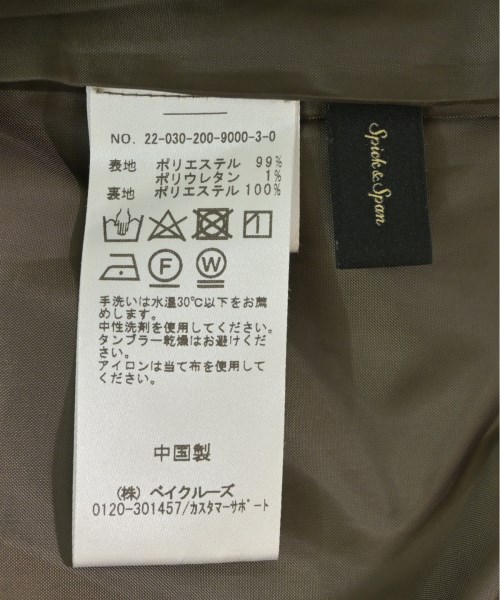 NO. 22-030-200-9000-3-0
表地 ポリエステル 99%
ポリウレタン 1%
裏地 ポリエステル 100%
F W
手洗いは水温30℃以下をお薦
めします。
中性洗剤を使用してください。
タンブラー乾燥はお避けくだ
さい。
アイロンは当て布を使用して
ください。
中国製
(株) ベイクルーズ
0120-301457/カスタマーサポート
Spick&Span